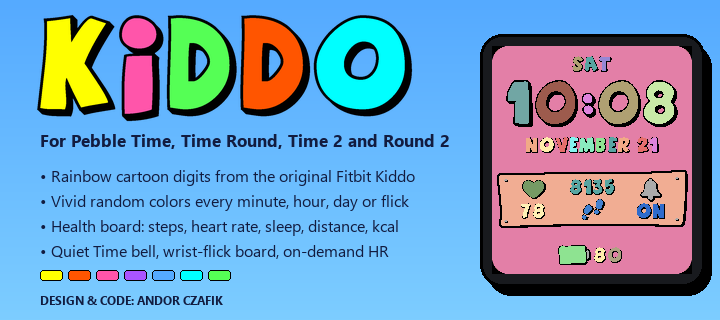 KiDDO
For Pebble Time, Time Round, Time 2 and Round 2
• Rainbow cartoon digits from the original Fitbit Kiddo
• Vivid random colors every minute, hour, day or flick
• Health board: steps, heart rate, sleep, distance, kcal
• Quiet Time bell, wrist-flick board, on-demand HR
DESIGN & CODE: ANDOR CZAFIK
SAT
10:08
NOVEMBER 21
8135
78 ON
80